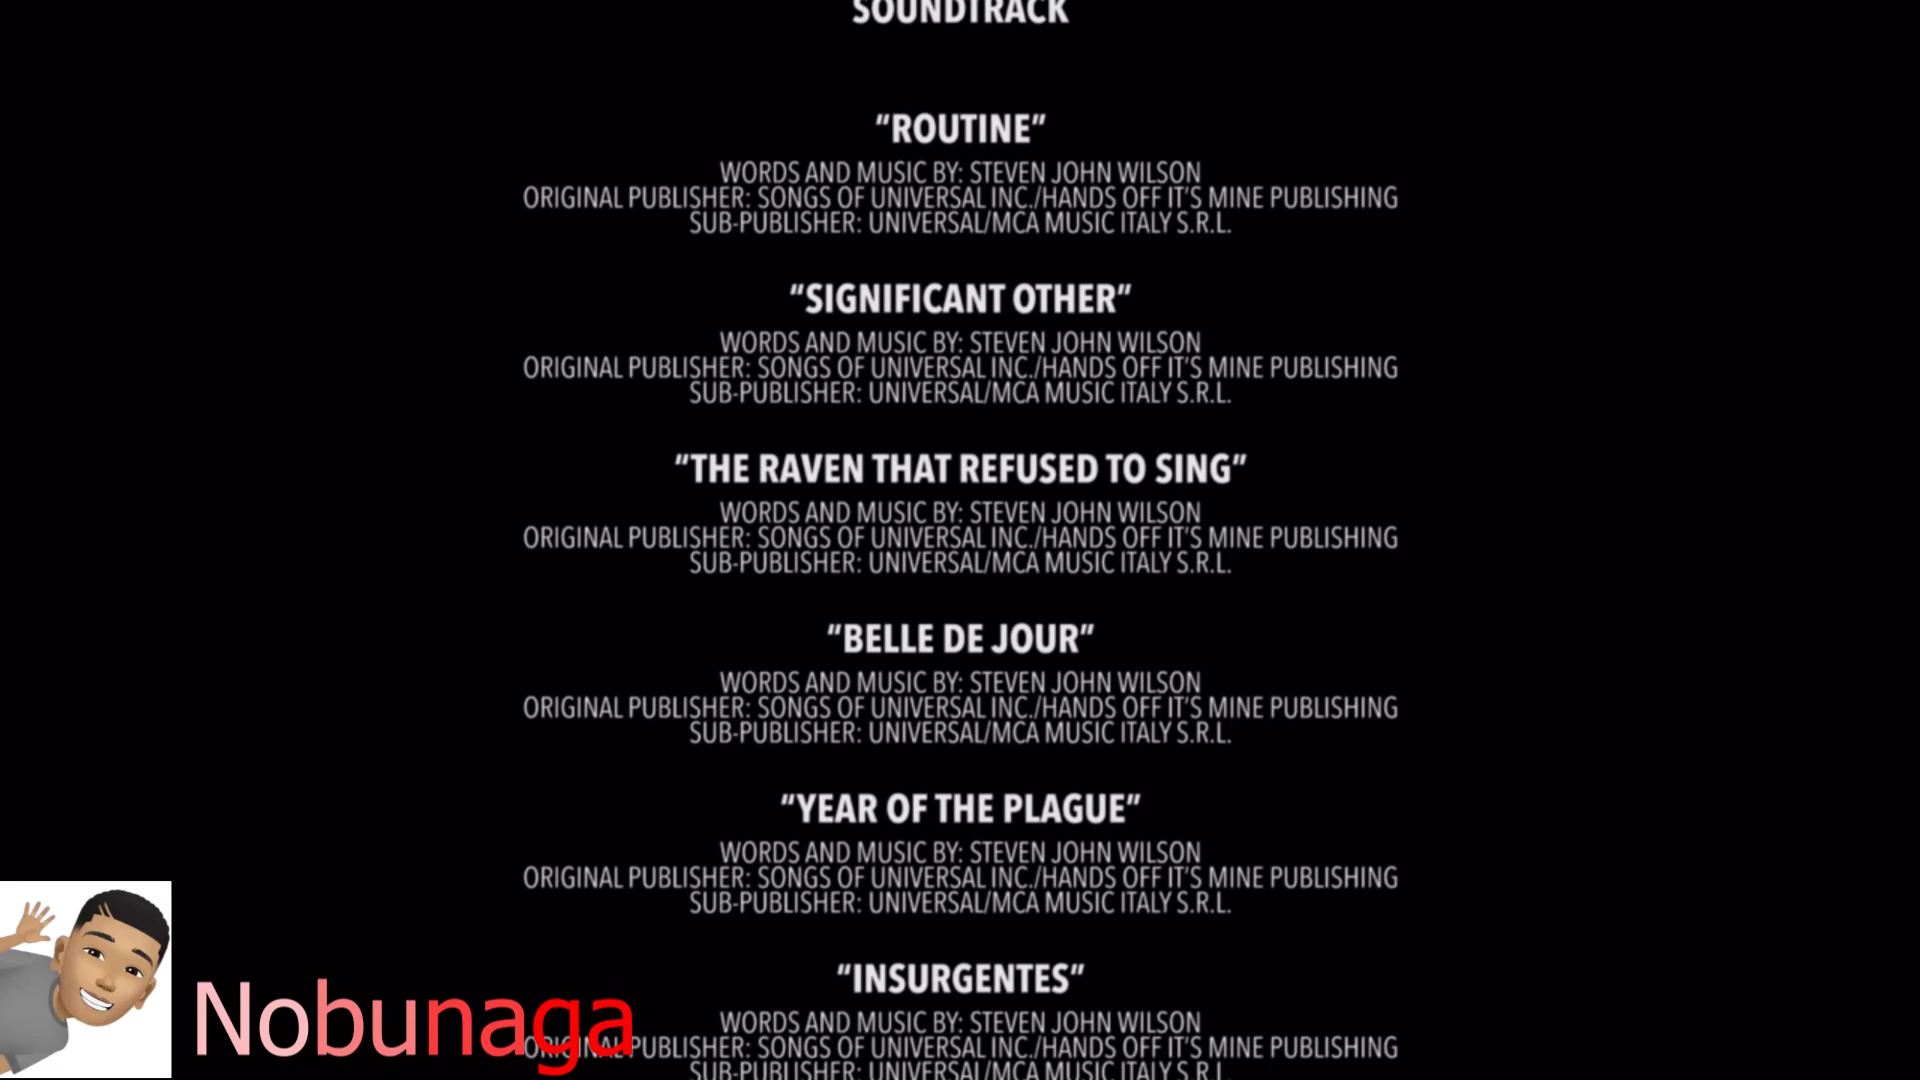 SOUNDTRACK
“ROUTINE”
WORDS AND MUSIC BY: STEVEN JOHN WILSON
ORIGINAL PUBLISHER: SONGS OF UNIVERSAL INC./HANDS OFF IT’S MINE PUBLISHING
SUB-PUBLISHER: UNIVERSAL/MCA MUSIC ITALY S.R.L.
“SIGNIFICANT OTHER”
WORDS AND MUSIC BY: STEVEN JOHN WILSON
ORIGINAL PUBLISHER: SONGS OF UNIVERSAL INC./HANDS OFF IT’S MINE PUBLISHING
SUB-PUBLISHER: UNIVERSAL/MCA MUSIC ITALY S.R.L.
“THE RAVEN THAT REFUSED TO SING”
WORDS AND MUSIC BY: STEVEN JOHN WILSON
ORIGINAL PUBLISHER: SONGS OF UNIVERSAL INC./HANDS OFF IT’S MINE PUBLISHING
SUB-PUBLISHER: UNIVERSAL/MCA MUSIC ITALY S.R.L.
“BELLE DE JOUR”
WORDS AND MUSIC BY: STEVEN JOHN WILSON
ORIGINAL PUBLISHER: SONGS OF UNIVERSAL INC./HANDS OFF IT’S MINE PUBLISHING
SUB-PUBLISHER: UNIVERSAL/MCA MUSIC ITALY S.R.L.
“YEAR OF THE PLAGUE”
WORDS AND MUSIC BY: STEVEN JOHN WILSON
ORIGINAL PUBLISHER: SONGS OF UNIVERSAL INC./HANDS OFF IT’S MINE PUBLISHING
SUB-PUBLISHER: UNIVERSAL/MCA MUSIC ITALY S.R.L.
“INSURGENTES”
WORDS AND MUSIC BY: STEVEN JOHN WILSON
ORIGINAL PUBLISHER: SONGS OF UNIVERSAL INC./HANDS OFF IT’S MINE PUBLISHING
SUB-PUBLISHER: UNIVERSAL/MCA MUSIC ITALY S.R.L.
Nobunaga